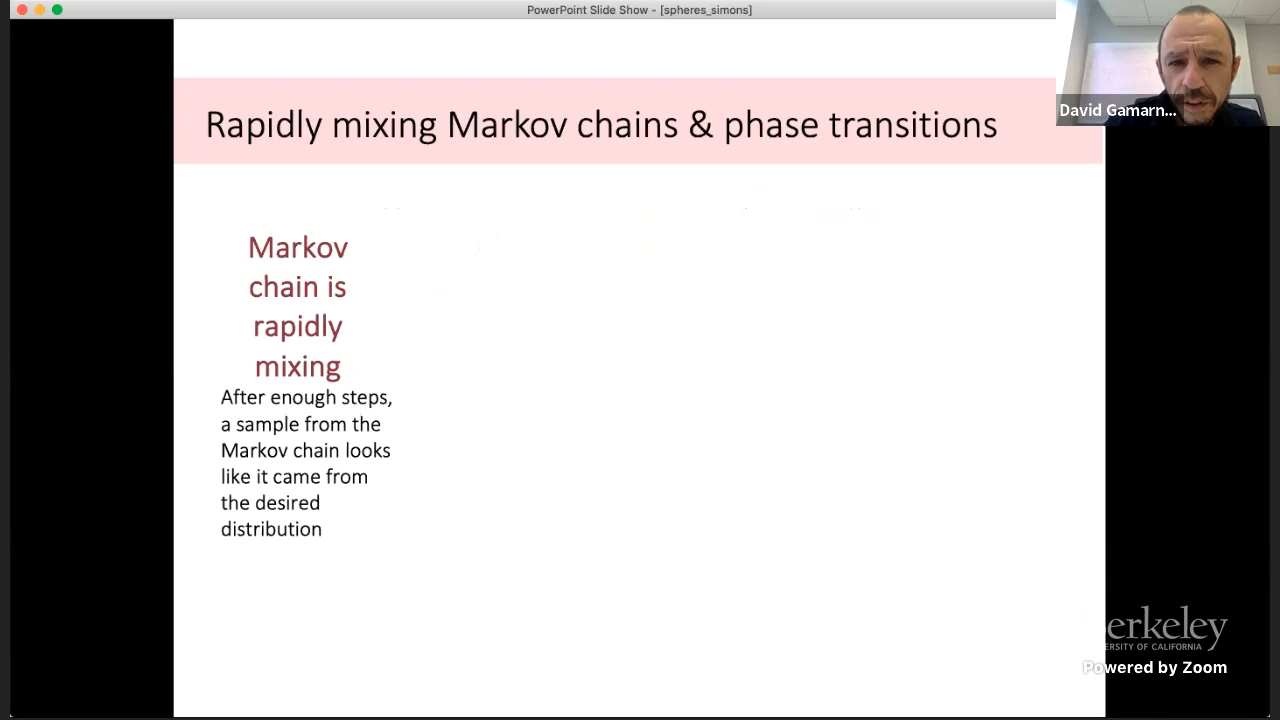 PowerPoint Slide Show - [spheres_simons]
David Gamarn...
Rapidly mixing Markov chains & phase transitions
Markov
chain is
rapidly
mixing
After enough steps,
a sample from the
Markov chain looks
like it came from
the desired
distribution
erkeley
ERSITY OF CALIFORNIA
Powered by Zoom